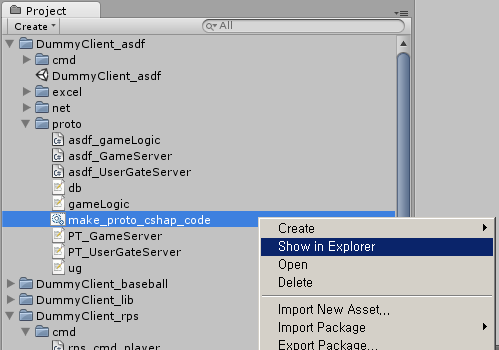 Project
Create
All
DummyClient_asdf
cmd
DummyClient_asdf
excel
net
proto
asdf_gameLogic
asdf_GameServer
asdf_UserGateServer
db
gameLogic
make_proto_cshap_code
PT_GameServer
PT_UserGateServer
ug
DummyClient_baseball
DummyClient_lib
DummyClient_rps
cmd
rps_cmd_player
Create
Show in Explorer
Open
Delete
Import New Asset...
Import Package
Export Package...